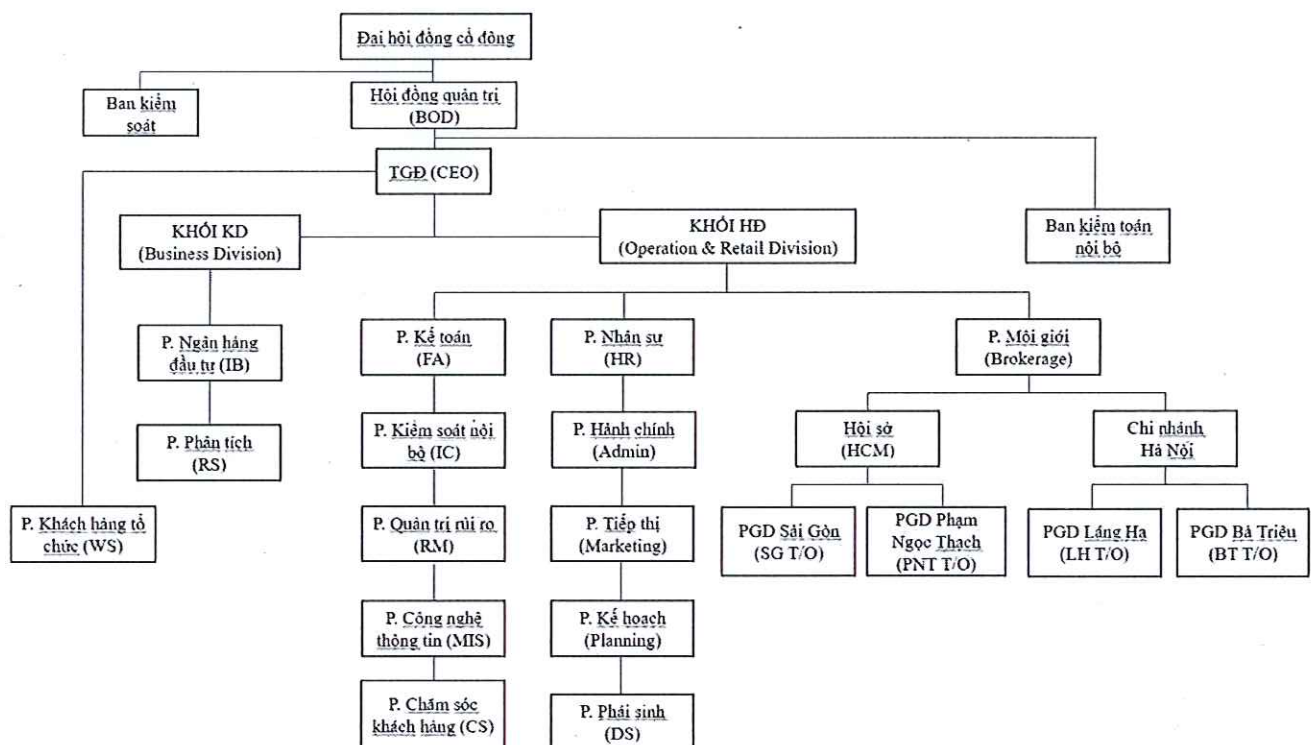 Đại hội đồng cổ đông
Ban kiểm
soát
Hội đồng quản trị
(BOD)
TGĐ (CEO)
KHỐI KD
(Business Division)
KHỐI HĐ
(Operation & Retail Division)
Ban kiểm toán
nội bộ
P. Ngân hàng
đầu tư (IB)
P. Kế toán
(FA)
P. Nhân sự
(HR)
P. Môi giới
(Brokerage)
P. Phân tích
(RS)
P. Kiểm soát nội
bộ (IC)
P. Hành chính
(Admin)
Hội sở
(HCM)
Chi nhánh
Hà Nội
P. Khách hàng tổ
chức (WS)
P. Quản trị rủi ro
(RM)
P. Tiếp thị
(Marketing)
PGD Sài Gòn
(SG T/O)
PGD Phạm
Ngọc Thạch
(PNT T/O)
PGD Láng Hạ
(LH T/O)
PGD Bà Triệu
(BT T/O)
P. Công nghệ
thông tin (MIS)
P. Kế hoạch
(Planning)
P. Chăm sóc
khách hàng (CS)
P. Phái sinh
(DS)